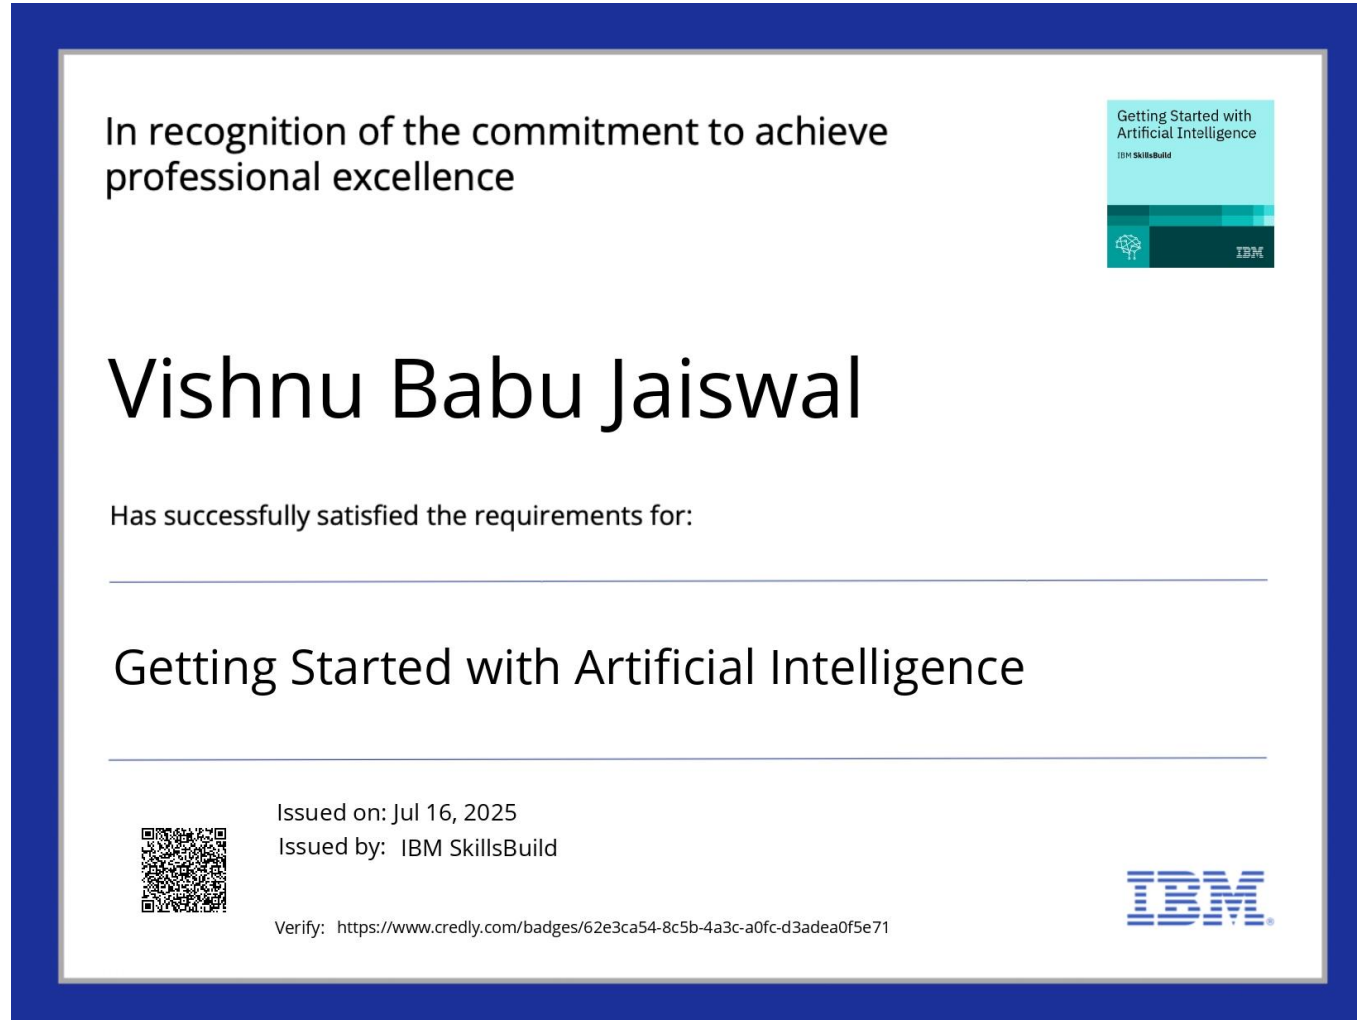 In recognition of the commitment to achieve
professional excellence
Getting Started with
Artificial Intelligence
IBM SkillsBuild
IBM
Vishnu Babu Jaiswal
Has successfully satisfied the requirements for:
Getting Started with Artificial Intelligence
Issued on: Jul 16, 2025
Issued by: IBM SkillsBuild
Verify: https://www.credly.com/badges/62e3ca54-8c5b-4a3c-a0fc-d3adea0f5e71
IBM®